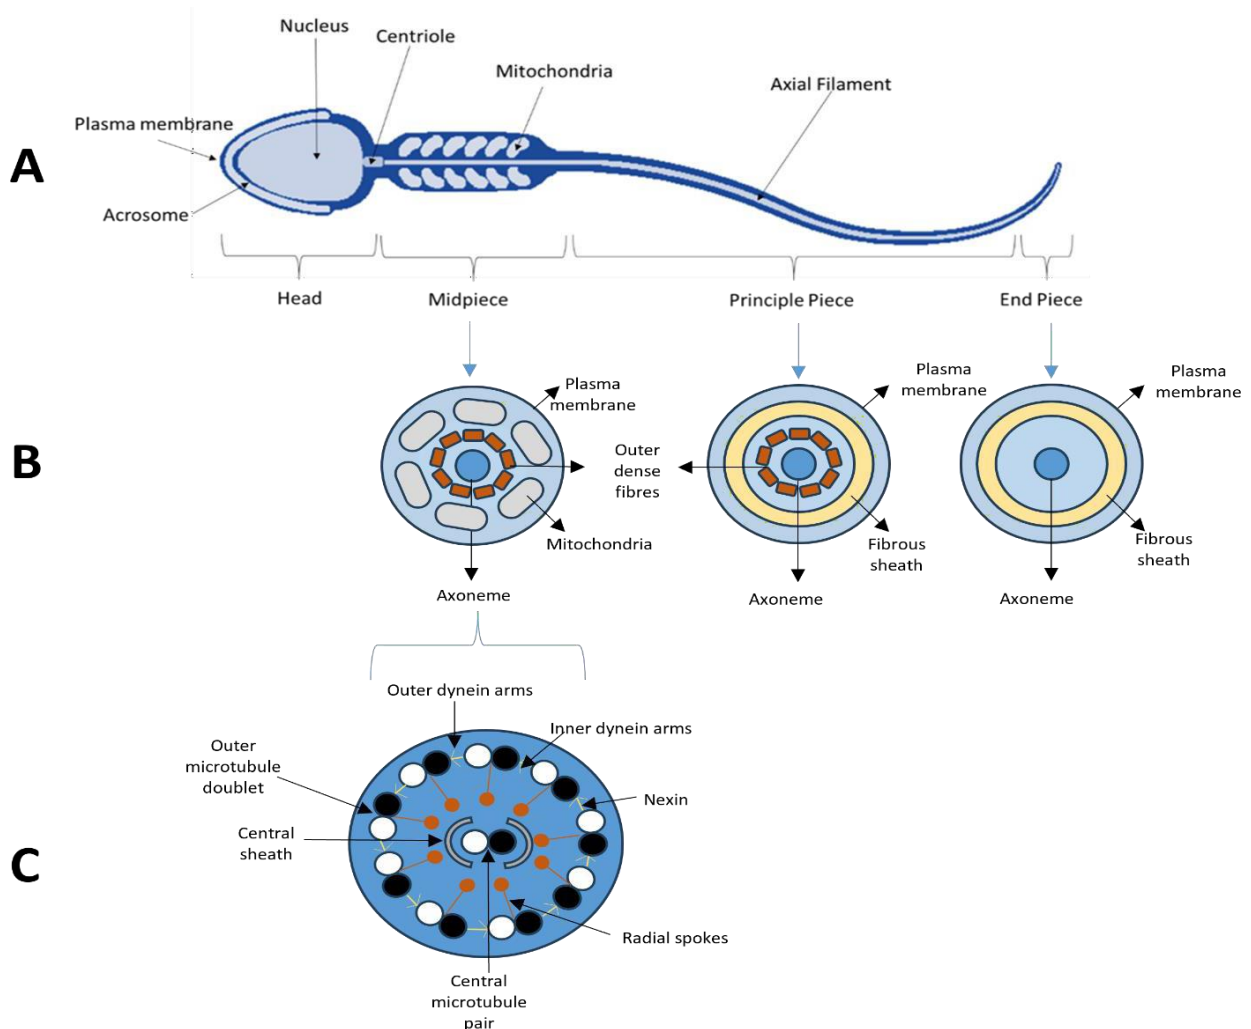 A
Nucleus
Centriole
Mitochondria
Axial Filament
Plasma membrane
Acrosome
Head
Midpiece
Principle Piece
End Piece
B
Plasma
membrane
Outer
dense
fibres
Mitochondria
Axoneme
Plasma
membrane
Fibrous
sheath
Axoneme
Plasma
membrane
Fibrous
sheath
Axoneme
C
Outer dynein arms
Inner dynein arms
Outer
microtubule
doublet
Nexin
Central
sheath
Radial spokes
Central
microtubule
pair